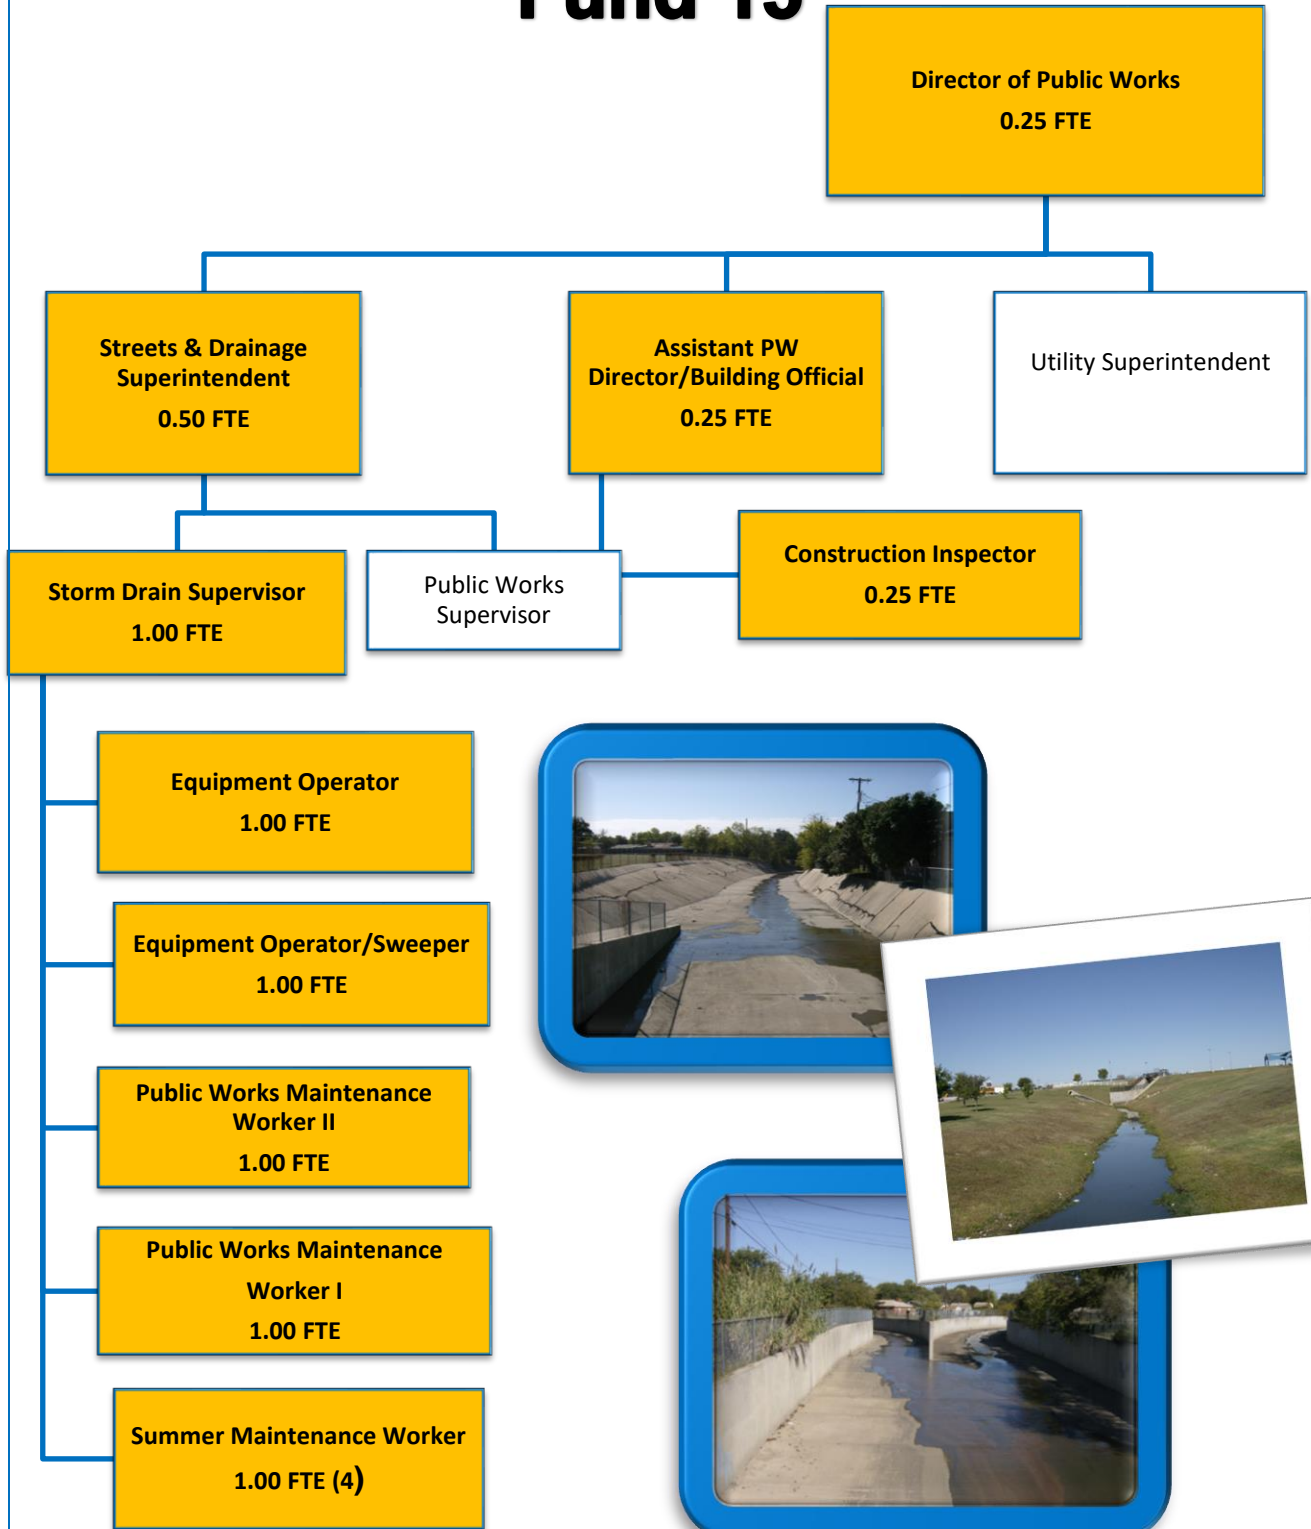 Fund 15
Director of Public Works
0.25 FTE
Streets & Drainage
Superintendent
0.50 FTE
Assistant PW
Director/Building Official
0.25 FTE
Utility Superintendent
Storm Drain Supervisor
1.00 FTE
Public Works
Supervisor
Construction Inspector
0.25 FTE
Equipment Operator
1.00 FTE
Equipment Operator/Sweeper
1.00 FTE
Public Works Maintenance
Worker II
1.00 FTE
Public Works Maintenance
Worker I
1.00 FTE
Summer Maintenance Worker
1.00 FTE (4)